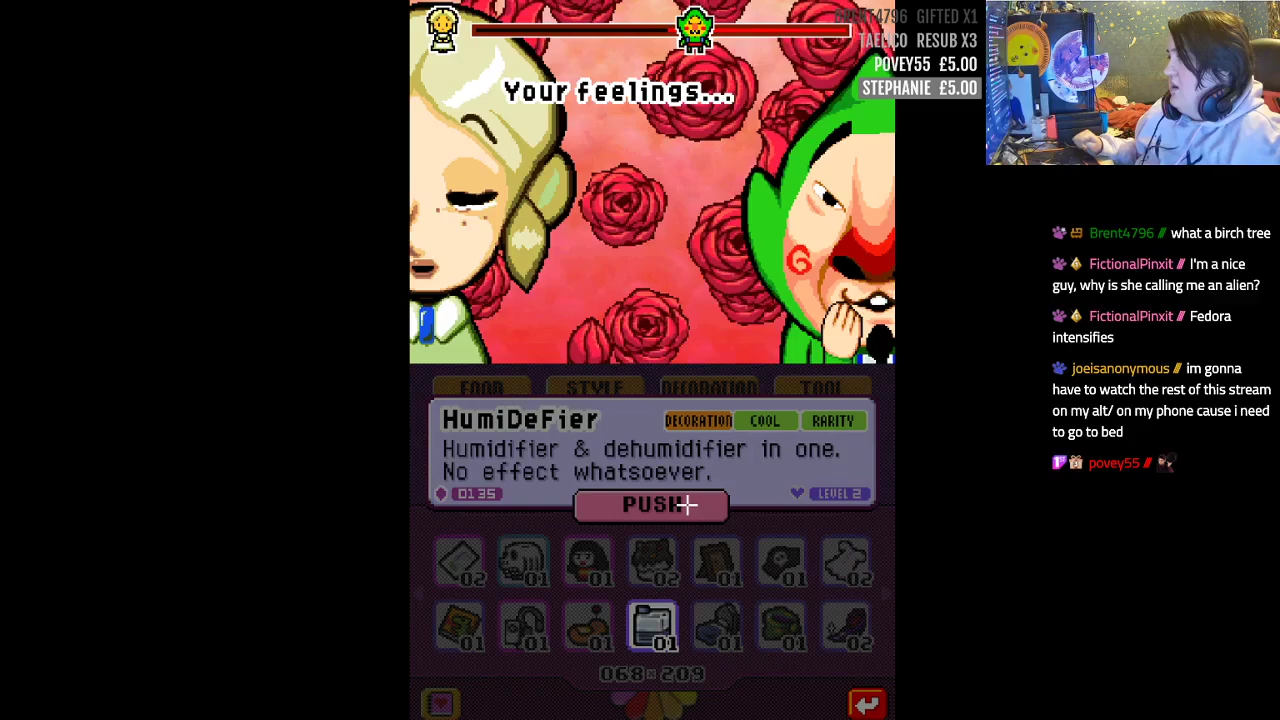 BRENT4796 GIFTED X1
TAELICO RESUB X3
POVEY55 £5.00
STEPHANIE £5.00
Your feelings...
FOOD STYLE DECORATION TOOL
HumiDeFier DECORATION COOL RARITY
Humidifier & dehumidifier in one.
No effect whatsoever.
0135 LEVEL 2
PUSH
02 01 01 02 01 01 02
01 01 01 01 01 01 02
068×209
Brent4796 // what a birch tree
FictionalPinxit // I'm a nice
guy, why is she calling me an alien?
FictionalPinxit // Fedora
intensifies
joeisanonymous // im gonna
have to watch the rest of this stream
on my alt/ on my phone cause i need
to go to bed
povey55 //